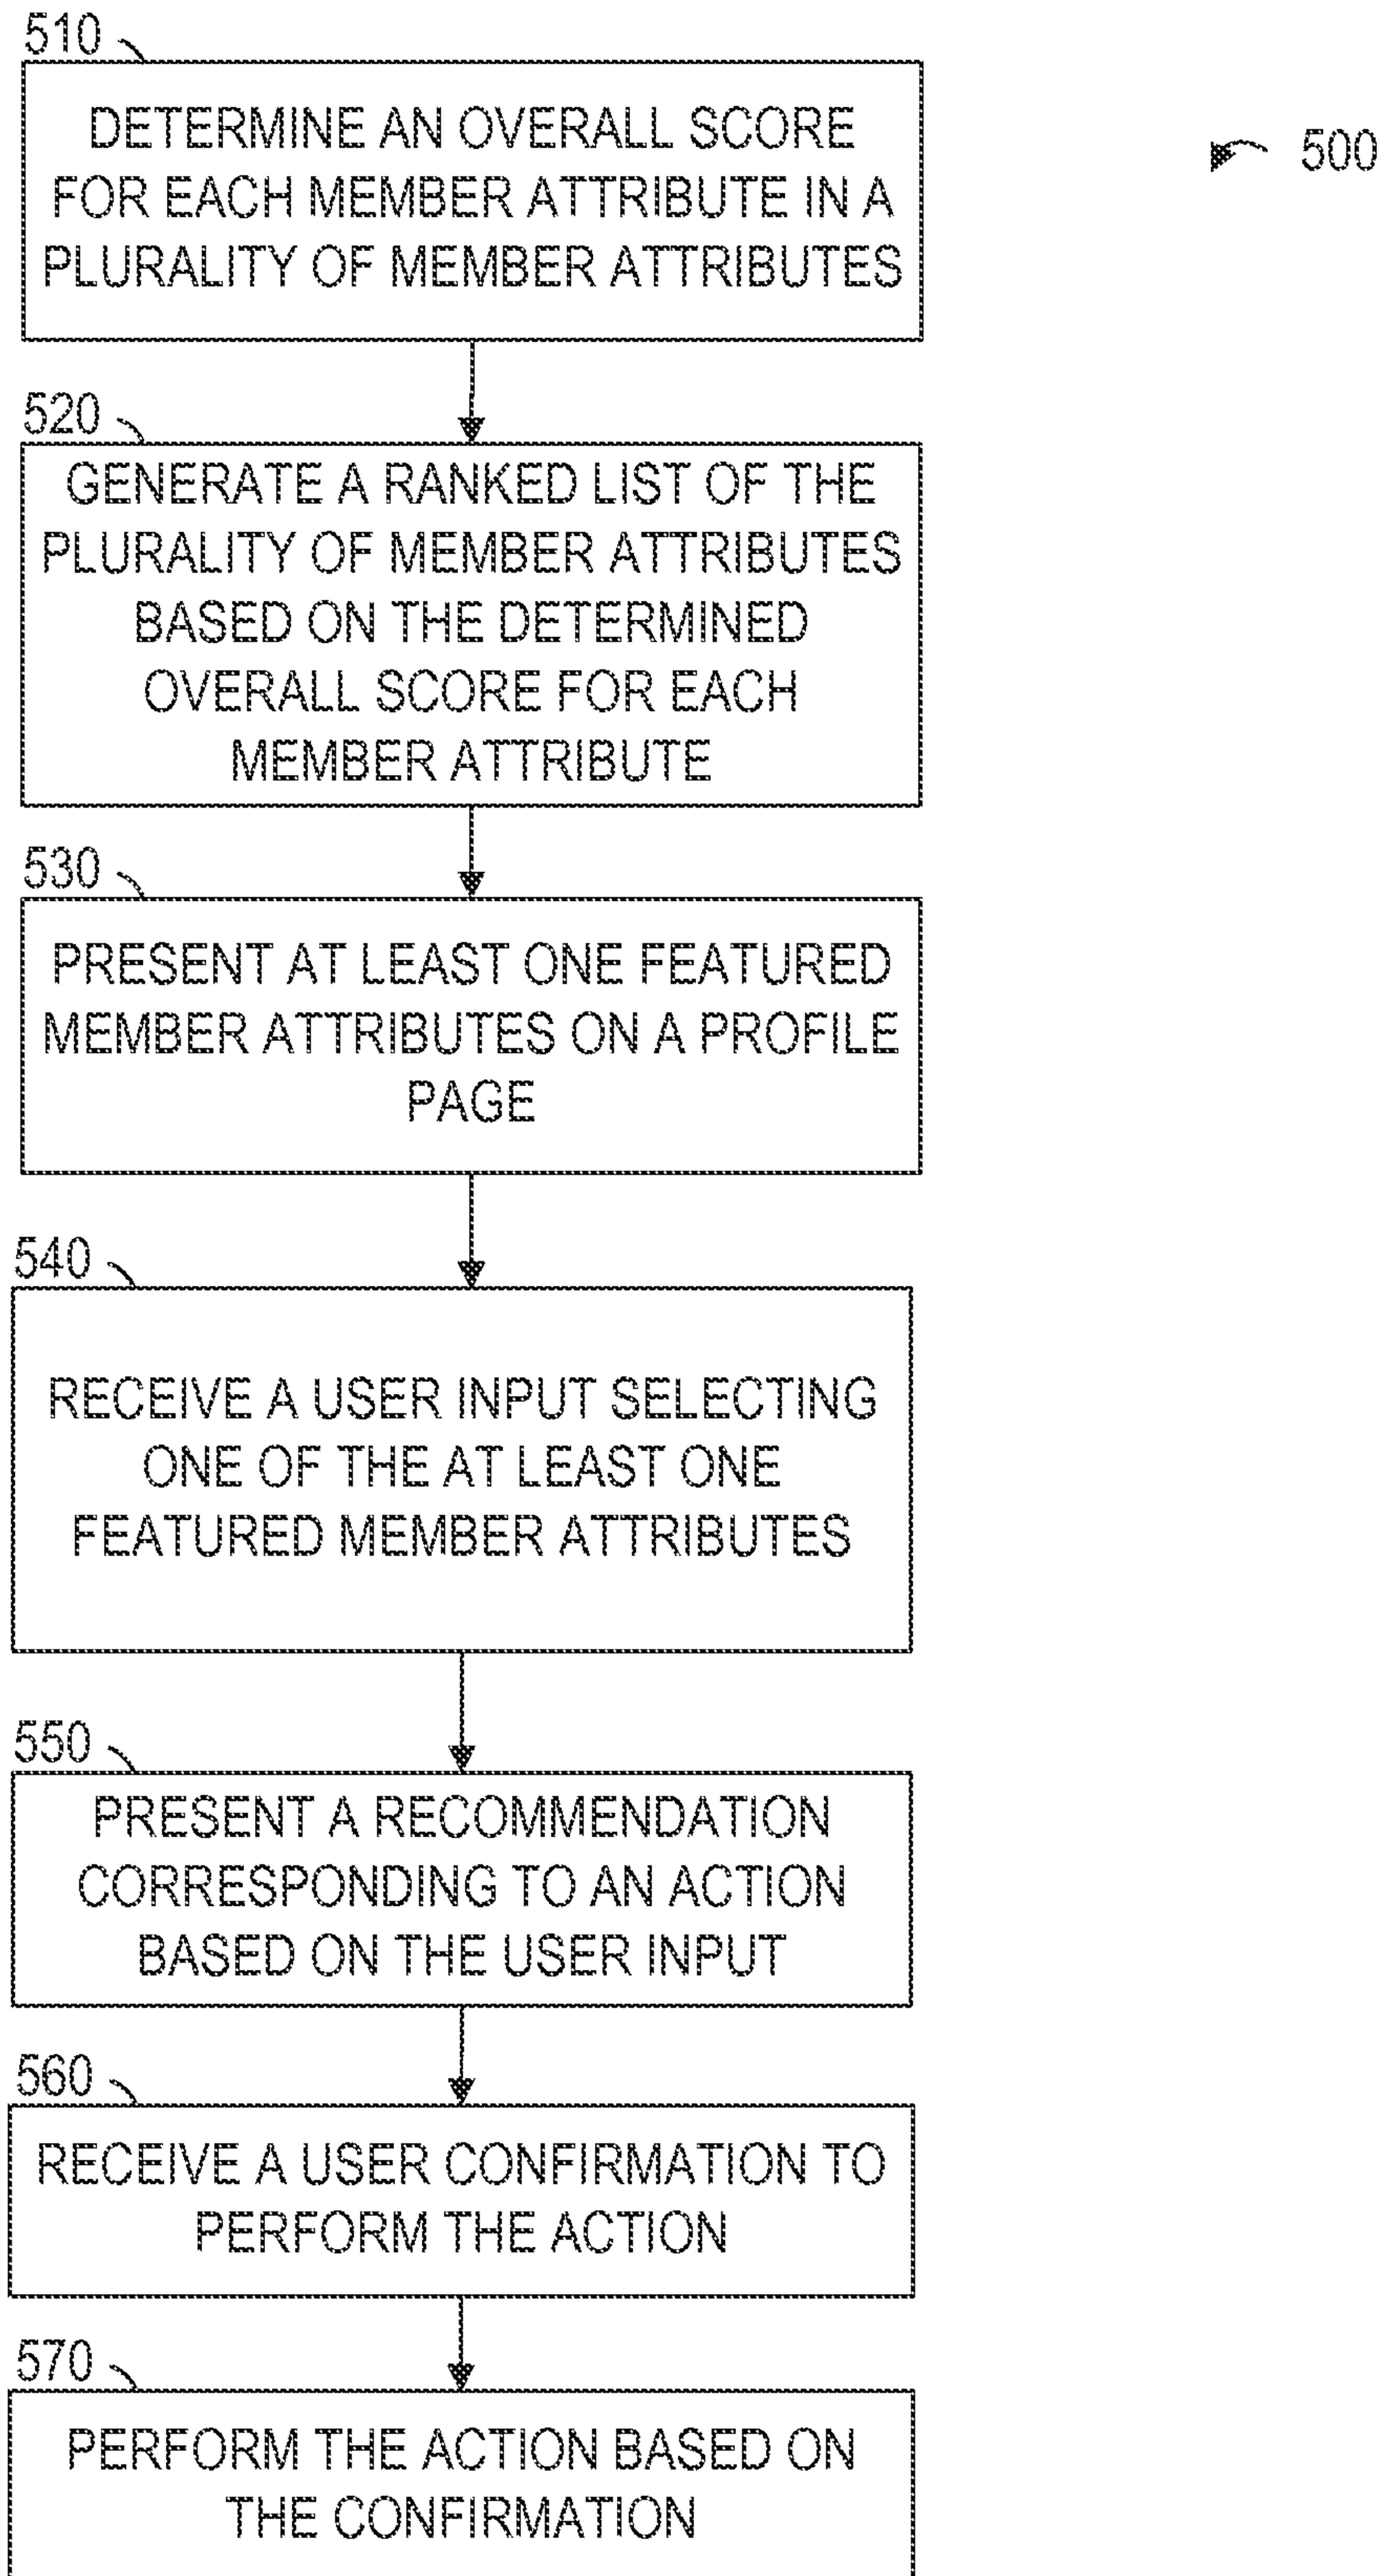 510
DETERMINE AN OVERALL SCORE
FOR EACH MEMBER ATTRIBUTE IN A
PLURALITY OF MEMBER ATTRIBUTES
500
520
GENERATE A RANKED LIST OF THE
PLURALITY OF MEMBER ATTRIBUTES
BASED ON THE DETERMINED
OVERALL SCORE FOR EACH
MEMBER ATTRIBUTE
530
PRESENT AT LEAST ONE FEATURED
MEMBER ATTRIBUTES ON A PROFILE
PAGE
540
RECEIVE A USER INPUT SELECTING
ONE OF THE AT LEAST ONE
FEATURED MEMBER ATTRIBUTES
550
PRESENT A RECOMMENDATION
CORRESPONDING TO AN ACTION
BASED ON THE USER INPUT
560
RECEIVE A USER CONFIRMATION TO
PERFORM THE ACTION
570
PERFORM THE ACTION BASED ON
THE CONFIRMATION